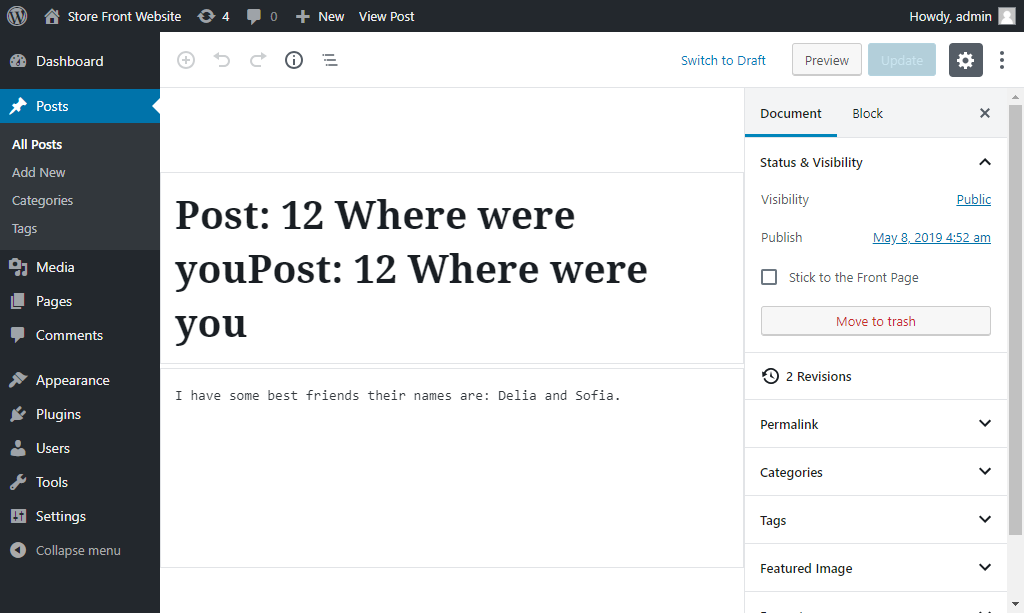 Store Front Website 4 0 New View Post Howdy, admin
Dashboard
Posts
All Posts
Add New
Categories
Tags
Media
Pages
Comments
Appearance
Plugins
Users
Tools
Settings
Collapse menu
Switch to Draft Preview Update
Post: 12 Where were
youPost: 12 Where were
you
I have some best friends their names are: Delia and Sofia.
Document Block
Status & Visibility
Visibility Public
Publish May 8, 2019 4:52 am
Stick to the Front Page
Move to trash
2 Revisions
Permalink
Categories
Tags
Featured Image